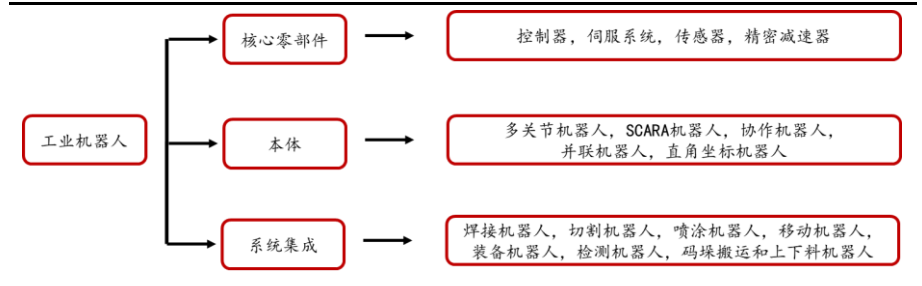 核心零部件
控制器，伺服系统，传感器，精密减速器
工业机器人
本体
多关节机器人，SCARA机器人，协作机器人，
并联机器人，直角坐标机器人
系统集成
焊接机器人，切割机器人，喷涂机器人，移动机器人，
装备机器人，检测机器人，码垛搬运和上下料机器人